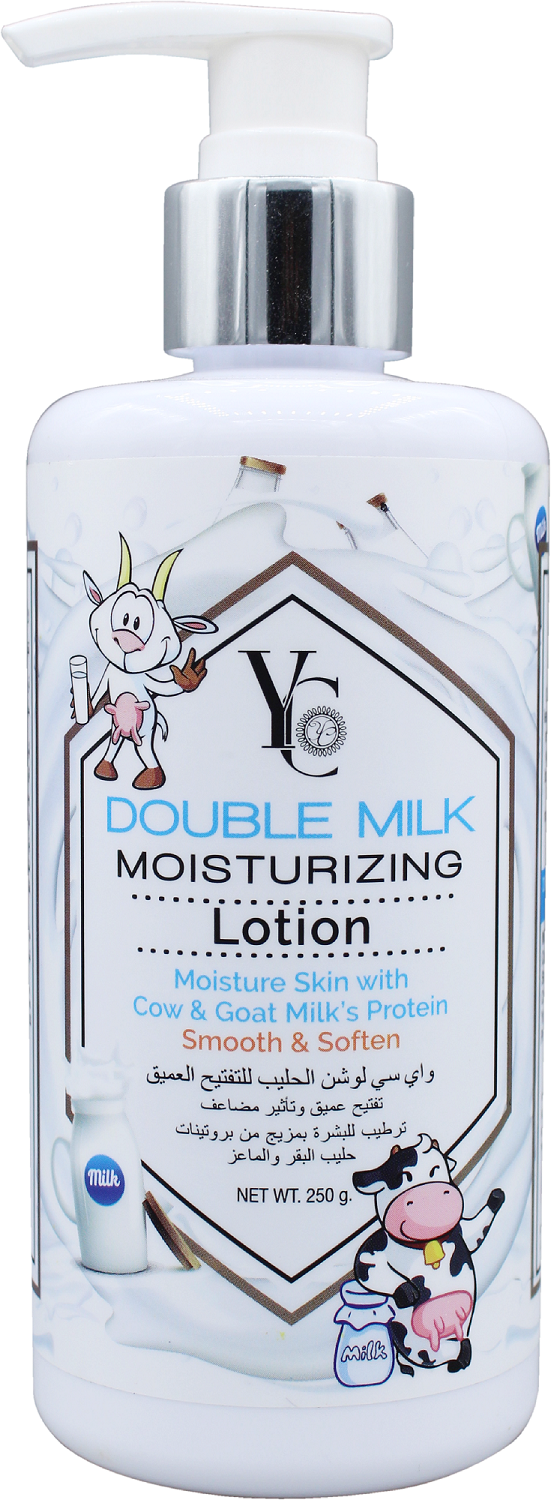 YC
DOUBLE MILK
MOISTURIZING
Lotion
Moisture Skin with
Cow & Goat Milk's Protein
Smooth & Soften
واي سي لوشن الحليب للتفتيح العميق
تفتيح عميق وتأثير مضاعف
ترطيب للبشرة بمزيج من بروتينات
حليب البقر والماعز
NET WT. 250 g.
Milk
Milk